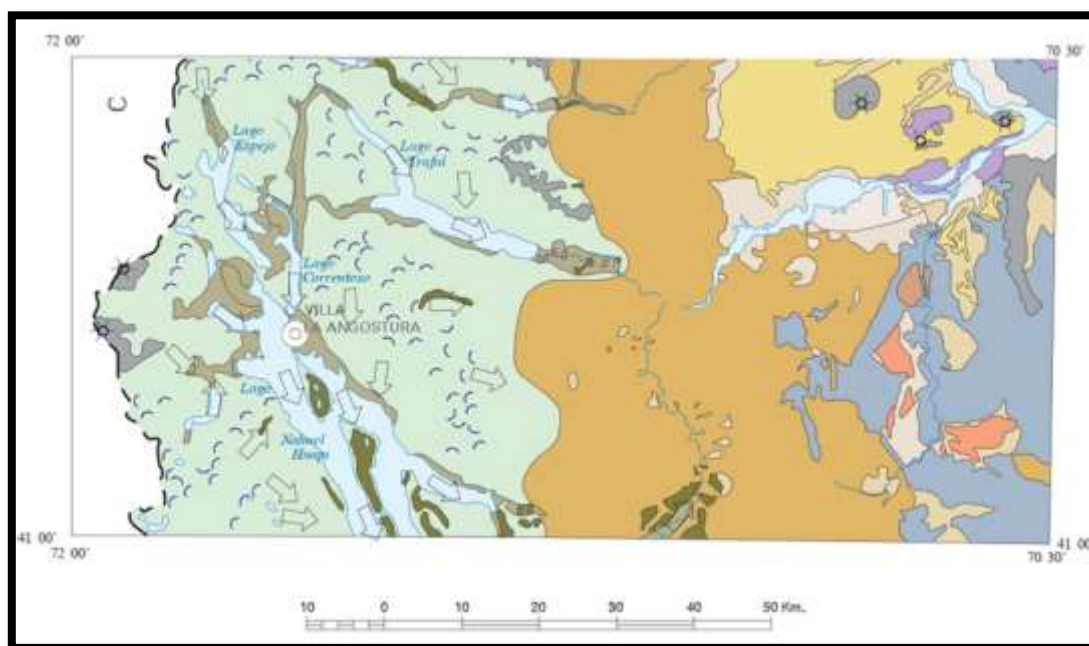 72 00'
70 30'
C
Lago
Espejo
Lago
Traful
Lago
Correntoso
VILLA
LA ANGOSTURA
Lago
Nahuel
Huapi
41 00'
72 00'
41 00'
70 30'
10 0 10 20 30 40 50 Km.